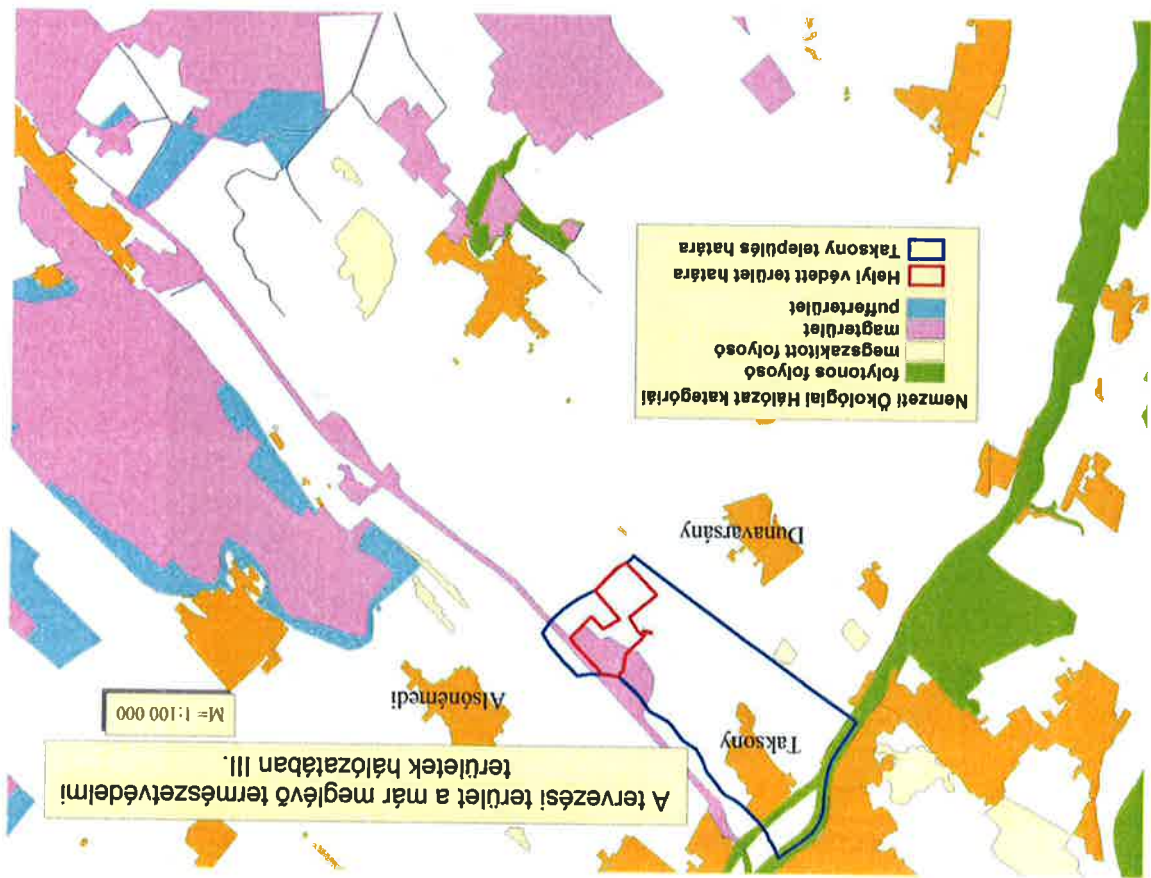 A tervezési terület a már meglévő természetvédelmi
területek hálózatában III.
M= 1:100 000
Taksony
Alsónémedi
Dunavarsány
Nemzeti Ökológiai Hálózat kategóriái
folytonos folyosó
megszakított folyosó
magterület
pufferterület
Helyi védett terület határa
Taksony település határa